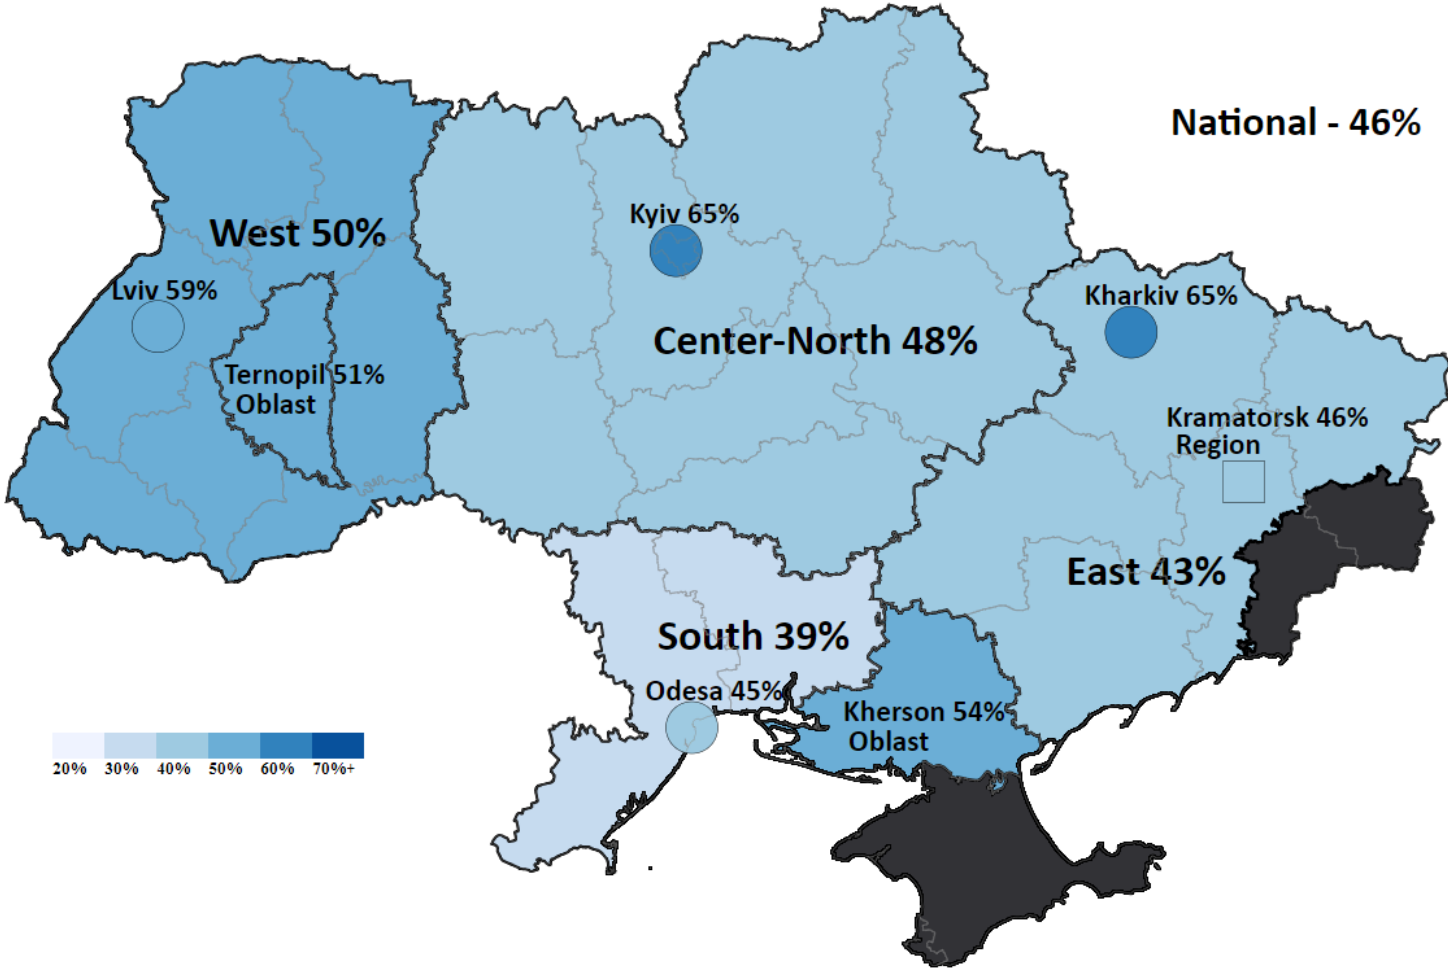 National - 46%
Kyiv 65%
West 50%
Lviv 59%
Kharkiv 65%
Center-North 48%
Ternopil 51%
Oblast
Kramatorsk 46%
Region
East 43%
South 39%
Odesa 45%
Kherson 54%
Oblast
20% 30% 40% 50% 60% 70%+